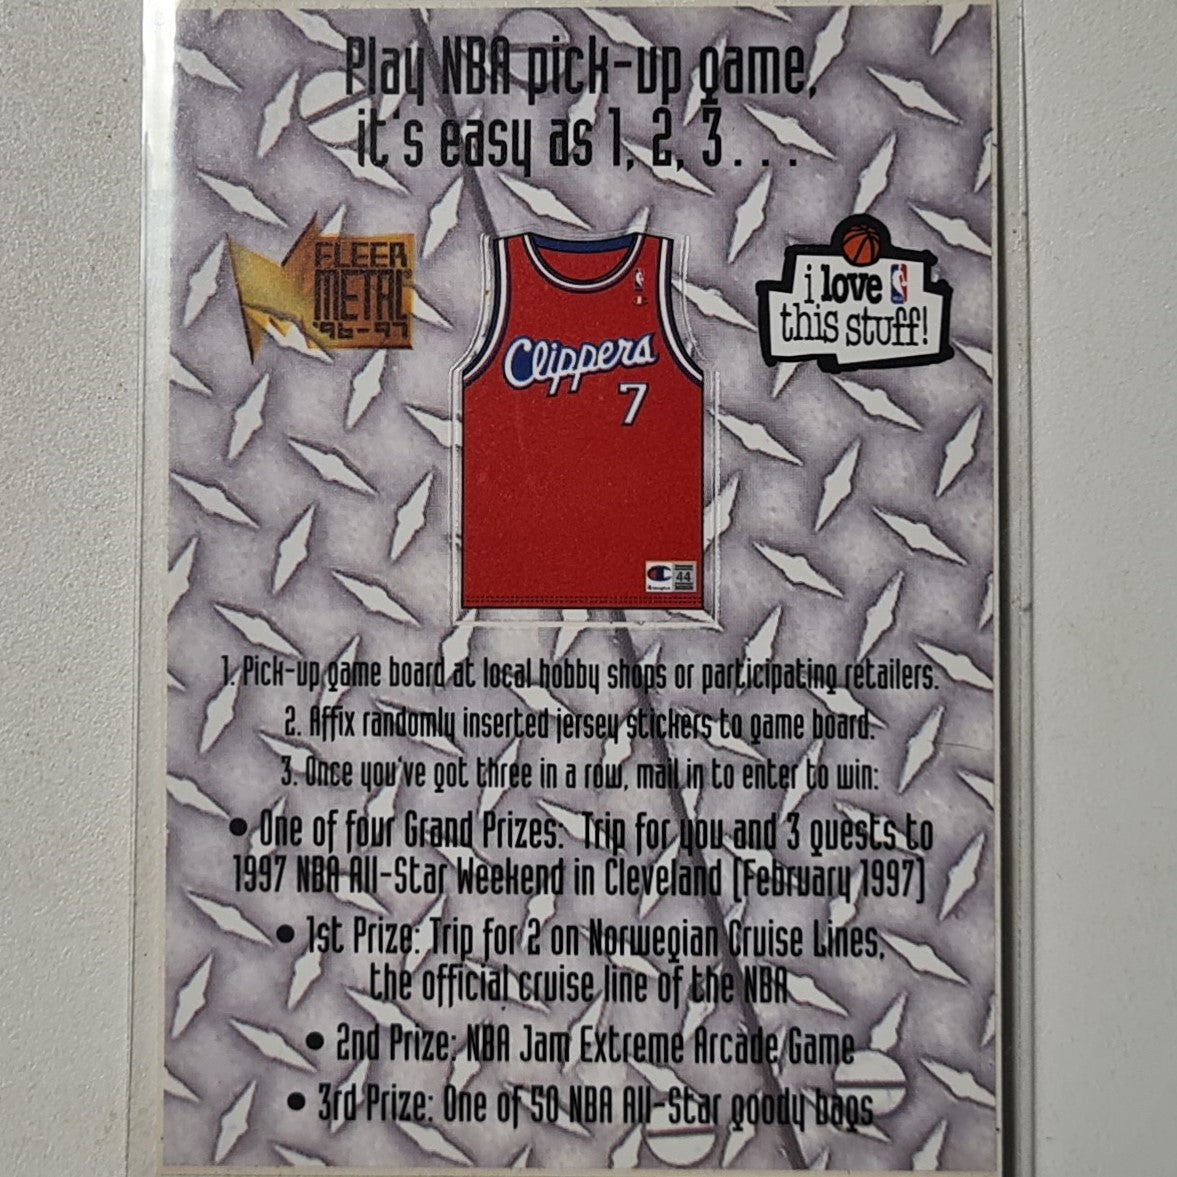 Play NBA pick-up game,
it's easy as 1, 2, 3...
FLEER
METAL
'96-97
i love
this stuff!
Clippers
7
Champion
44
1. Pick-up game board at local hobby shops or participating retailers.
2. Affix randomly inserted jersey stickers to game board.
3. Once you've got three in a row, mail in to enter to win:
• One of four Grand Prizes: Trip for you and 3 guests to
1997 NBA All-Star Weekend in Cleveland (February 1997)
• 1st Prize: Trip for 2 on Norwegian Cruise Lines,
the official cruise line of the NBA
• 2nd Prize: NBA Jam Extreme Arcade Game
• 3rd Prize: One of 50 NBA All-Star goody bags